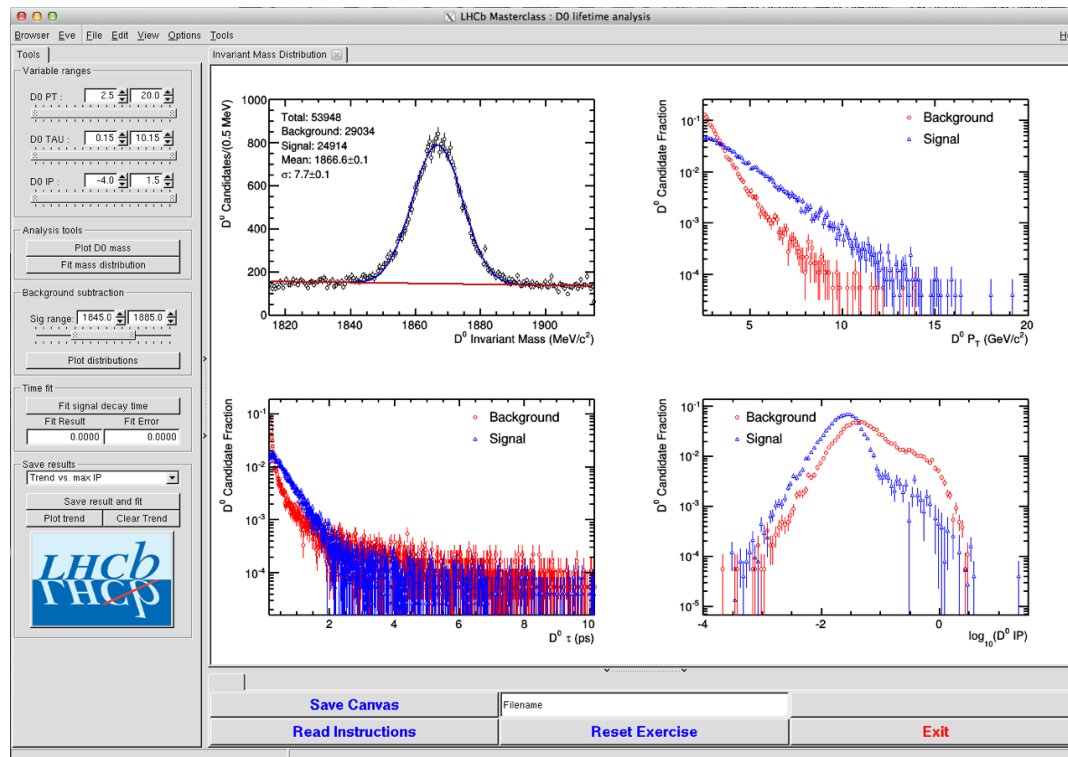 LHCb Masterclass : D0 lifetime analysis
Browser Eve File Edit View Options Tools
Tools
Invariant Mass Distribution
Variable ranges
D0 PT : 2.5 20.0
D0 TAU : 0.15 10.15
D0 IP : -4.0 1.5
Analysis tools
Plot D0 mass
Fit mass distribution
Background subtraction
Sig range: 1845.0 1885.0
Plot distributions
Time fit
Fit signal decay time
Fit Result Fit Error
0.0000 0.0000
Save results
Trend vs. max IP
Save result and fit
Plot trend Clear Trend
LHCb
D⁰ Candidates/(0.5 MeV)
1000
800
600
400
200
0
Total: 53948
Background: 29034
Signal: 24914
Mean: 1866.6±0.1
σ: 7.7±0.1
1820 1840 1860 1880 1900
D⁰ Invariant Mass (MeV/c²)
D⁰ Candidate Fraction
10⁻¹
10⁻²
10⁻³
10⁻⁴
Background
Signal
5 10 15 20
D⁰ P_T (GeV/c²)
D⁰ Candidate Fraction
10⁻¹
10⁻²
10⁻³
10⁻⁴
Background
Signal
2 4 6 8 10
D⁰ τ (ps)
D⁰ Candidate Fraction
10⁻¹
10⁻²
10⁻³
10⁻⁴
10⁻⁵
Background
Signal
-4 -2 0
log₁₀(D⁰ IP)
Save Canvas Filename
Read Instructions Reset Exercise Exit